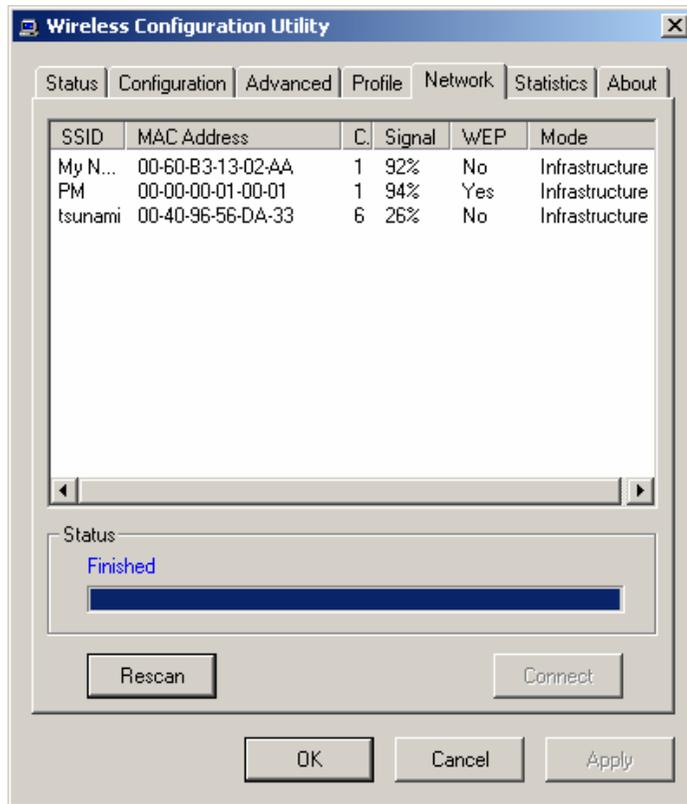 Wireless Configuration Utility
Status Configuration Advanced Profile Network Statistics About
SSID MAC Address C. Signal WEP Mode
My N... 00-60-B3-13-02-AA 1 92% No Infrastructure
PM 00-00-00-01-00-01 1 94% Yes Infrastructure
tsunami 00-40-96-56-DA-33 6 26% No Infrastructure
Status
Finished
Rescan Connect
OK Cancel Apply